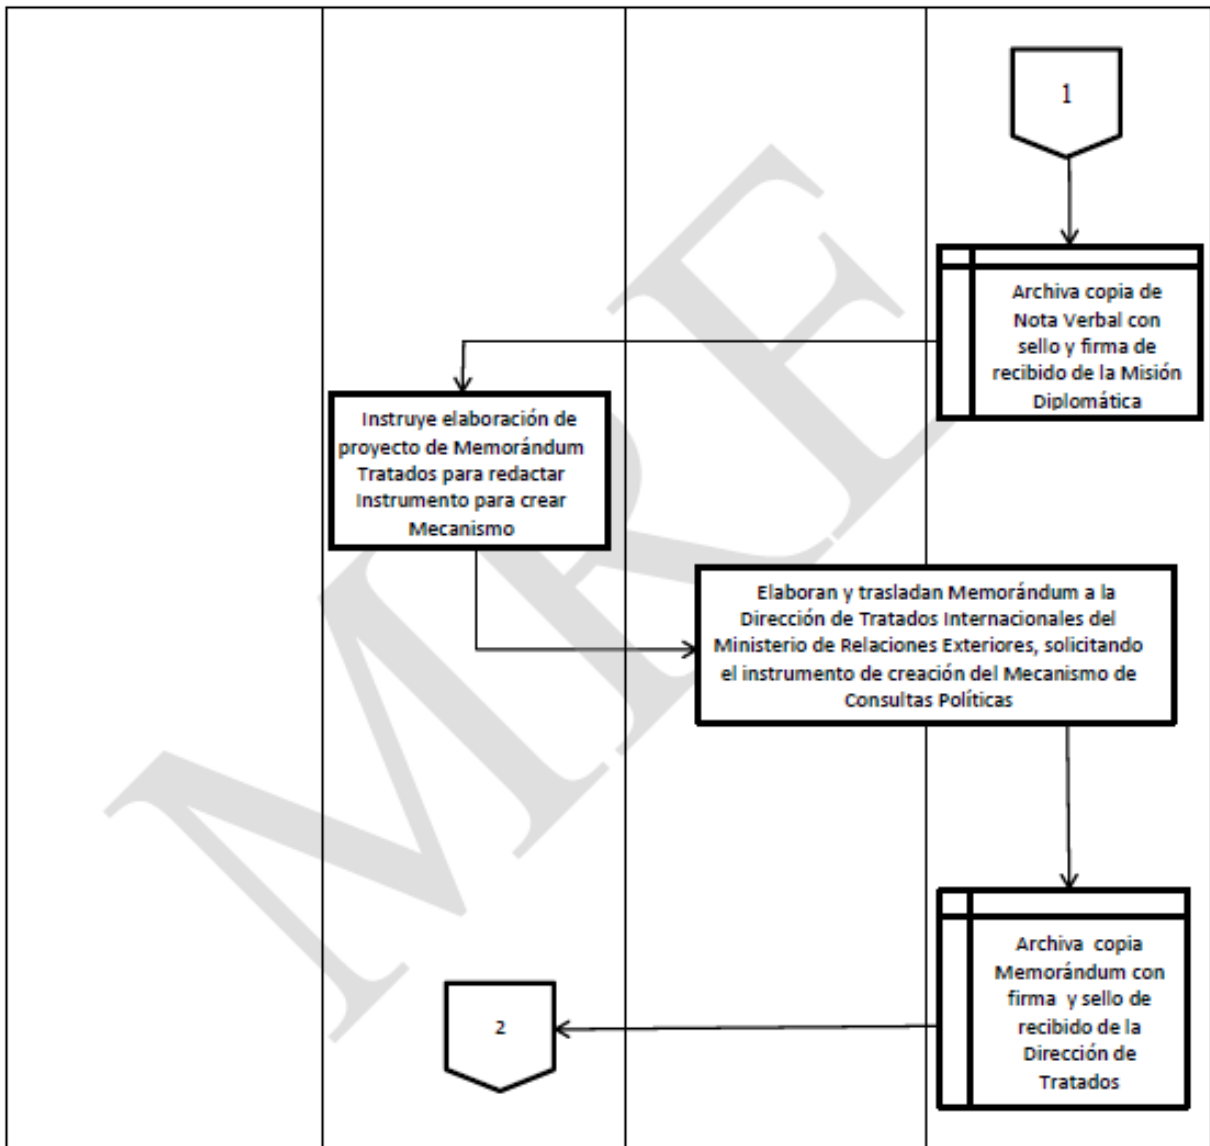 1
Archiva copia de
Nota Verbal con
sello y firma de
recibido de la Misión
Diplomática
Instruye elaboración de
proyecto de Memorándum
Tratados para redactar
Instrumento para crear
Mecanismo
Elaboran y trasladan Memorándum a la
Dirección de Tratados Internacionales del
Ministerio de Relaciones Exteriores, solicitando
el instrumento de creación del Mecanismo de
Consultas Políticas
Archiva copia
Memorándum con
firma y sello de
recibido de la
Dirección de
Tratados
2
MRE